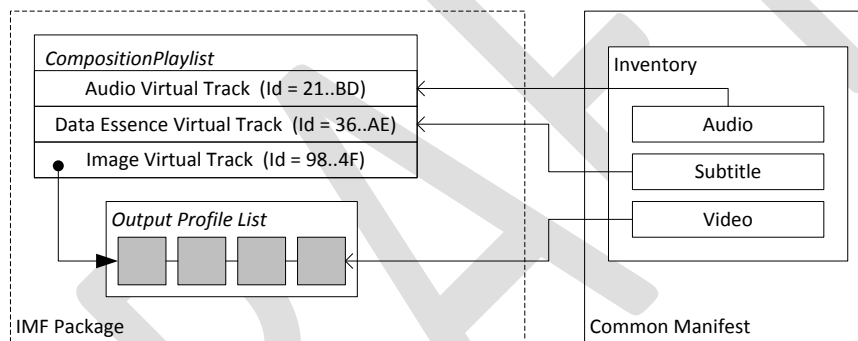 CompositionPlaylist
Audio Virtual Track (Id = 21..BD)
Data Essence Virtual Track (Id = 36..AE)
Image Virtual Track (Id = 98..4F)
Output Profile List
IMF Package
Inventory
Audio
Subtitle
Video
Common Manifest